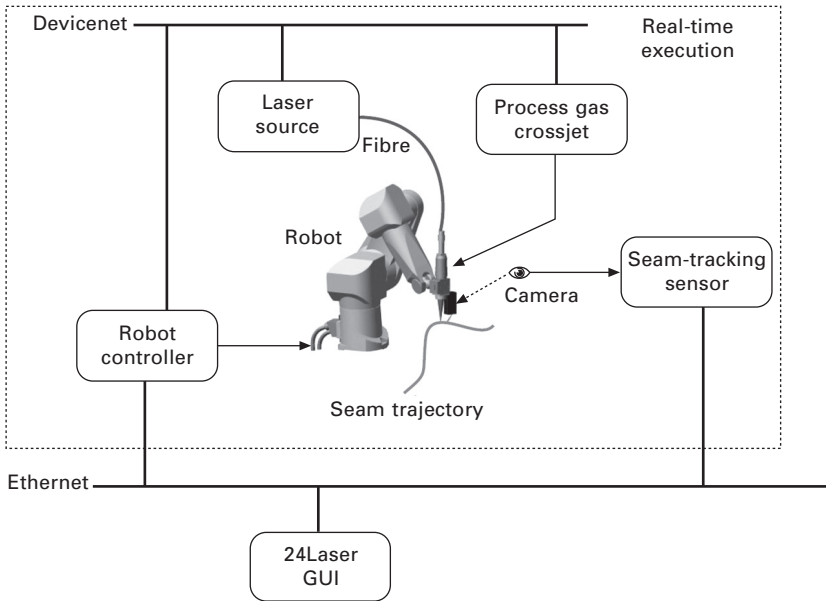 Devicenet
Real-time
execution
Laser
source
Process gas
crossjet
Fibre
Robot
Seam-tracking
sensor
Camera
Robot
controller
Seam trajectory
Ethernet
24Laser
GUI